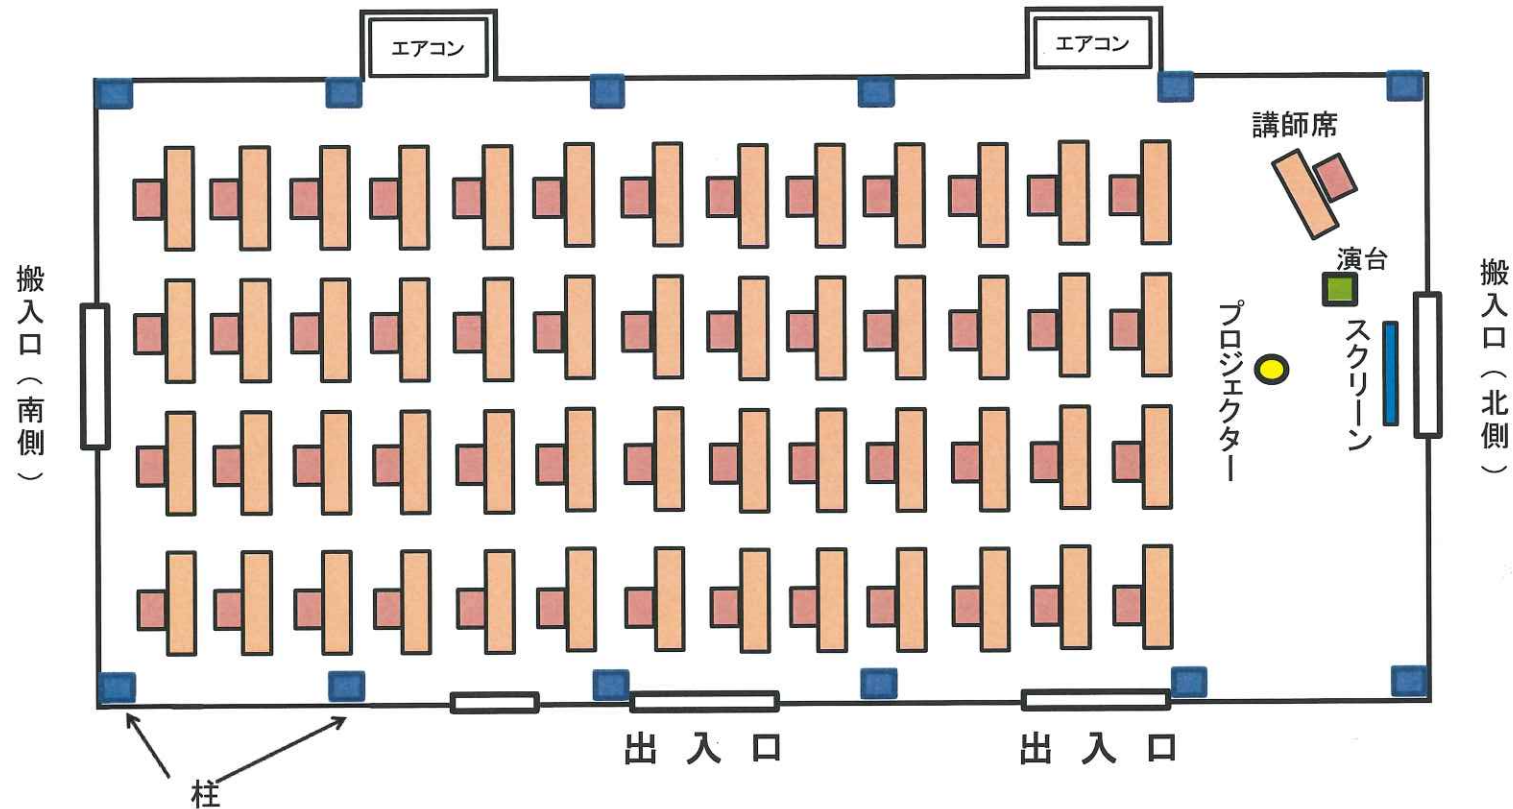 エアコン
エアコン
講師席
演台
プロジェクター
スクリーン
搬入口（南側）
搬入口（北側）
出入口
出入口
柱